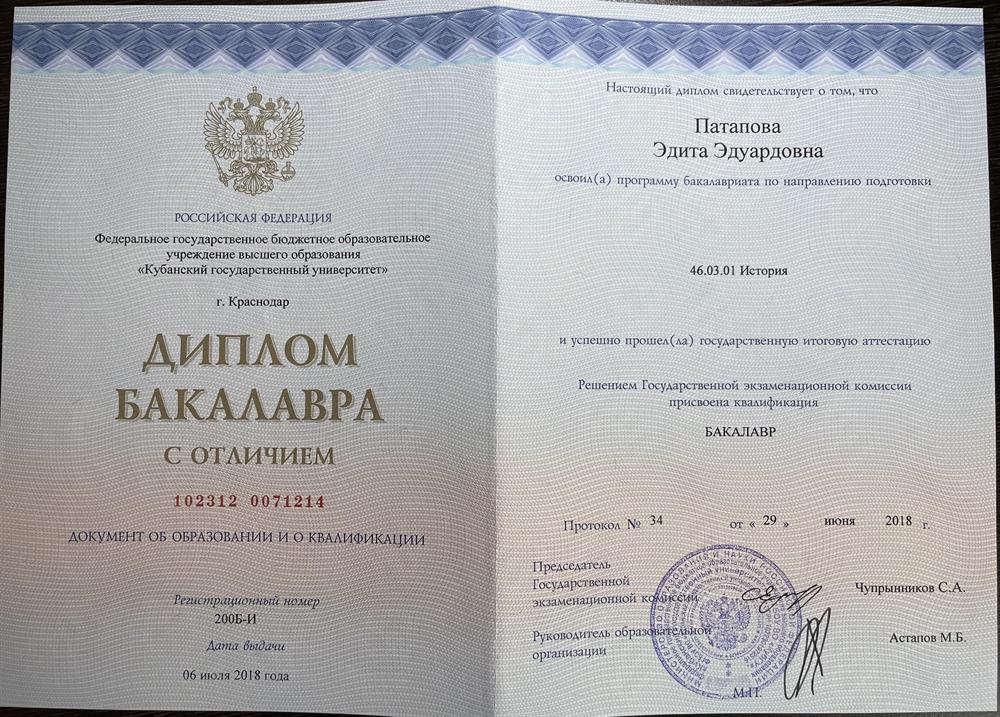 РОССИЙСКАЯ ФЕДЕРАЦИЯ
Федеральное государственное бюджетное образовательное
учреждение высшего образования
«Кубанский государственный университет»
г. Краснодар
ДИПЛОМ
БАКАЛАВРА
С ОТЛИЧИЕМ
102312 0071214
ДОКУМЕНТ ОБ ОБРАЗОВАНИИ И О КВАЛИФИКАЦИИ
Регистрационный номер
200Б-И
Дата выдачи
06 июля 2018 года
Настоящий диплом свидетельствует о том, что
Патапова
Эдита Эдуардовна
освоил(а) программу бакалавриата по направлению подготовки
46.03.01 История
и успешно прошел(ла) государственную итоговую аттестацию
Решением Государственной экзаменационной комиссии
присвоена квалификация
БАКАЛАВР
Протокол № 34 от « 29 » июня 2018 г.
Председатель
Государственной
экзаменационной комиссии
Чупрынников С.А.
Руководитель образовательной
организации
Астапов М.Б.
М.П.